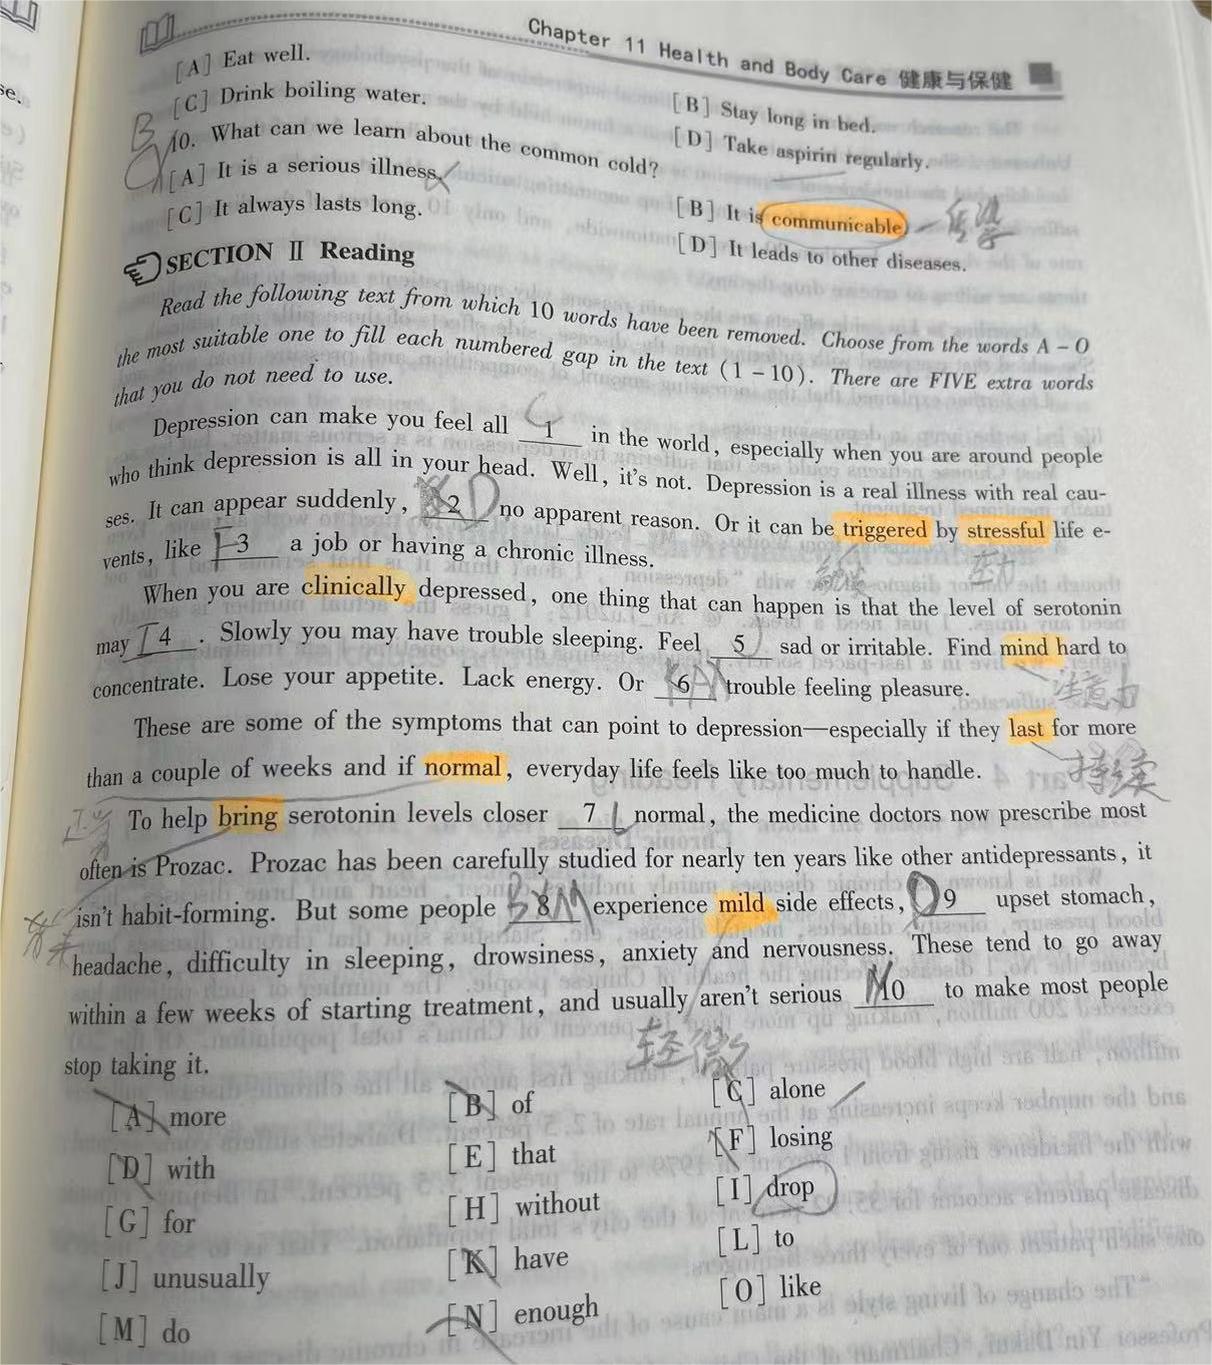 Chapter 11 Health and Body Care 健康与保健
se.
[A] Eat well.
[B] Stay long in bed.
[C] Drink boiling water.
[D] Take aspirin regularly.
B
10. What can we learn about the common cold?
[A] It is a serious illness.
[B] It is communicable
[C] It always lasts long.
[D] It leads to other diseases.
SECTION Ⅱ Reading
Read the following text from which 10 words have been removed. Choose from the words A – O
the most suitable one to fill each numbered gap in the text (1 – 10). There are FIVE extra words
that you do not need to use.
Depression can make you feel all C 1 in the world, especially when you are around people
who think depression is all in your head. Well, it's not. Depression is a real illness with real cau-
ses. It can appear suddenly, 2 D no apparent reason. Or it can be triggered by stressful life e-
vents, like F 3 a job or having a chronic illness.
压力
When you are clinically depressed, one thing that can happen is that the level of serotonin
may I 4 . Slowly you may have trouble sleeping. Feel 5 J sad or irritable. Find mind hard to
concentrate. Lose your appetite. Lack energy. Or K 6 A trouble feeling pleasure.
注意力
These are some of the symptoms that can point to depression—especially if they last for more
than a couple of weeks and if normal, everyday life feels like too much to handle.
持续
正常
To help bring serotonin levels closer 7 L normal, the medicine doctors now prescribe most
often is Prozac. Prozac has been carefully studied for nearly ten years like other antidepressants, it
isn't habit-forming. But some people 8 M experience mild side effects, O 9 upset stomach,
headache, difficulty in sleeping, drowsiness, anxiety and nervousness. These tend to go away
within a few weeks of starting treatment, and usually aren't serious 10 to make most people
轻微
stop taking it.
[A] more
[B] of
[C] alone
[D] with
[E] that
[F] losing
[G] for
[H] without
[I] drop
[J] unusually
[K] have
[L] to
[M] do
[N] enough
[O] like